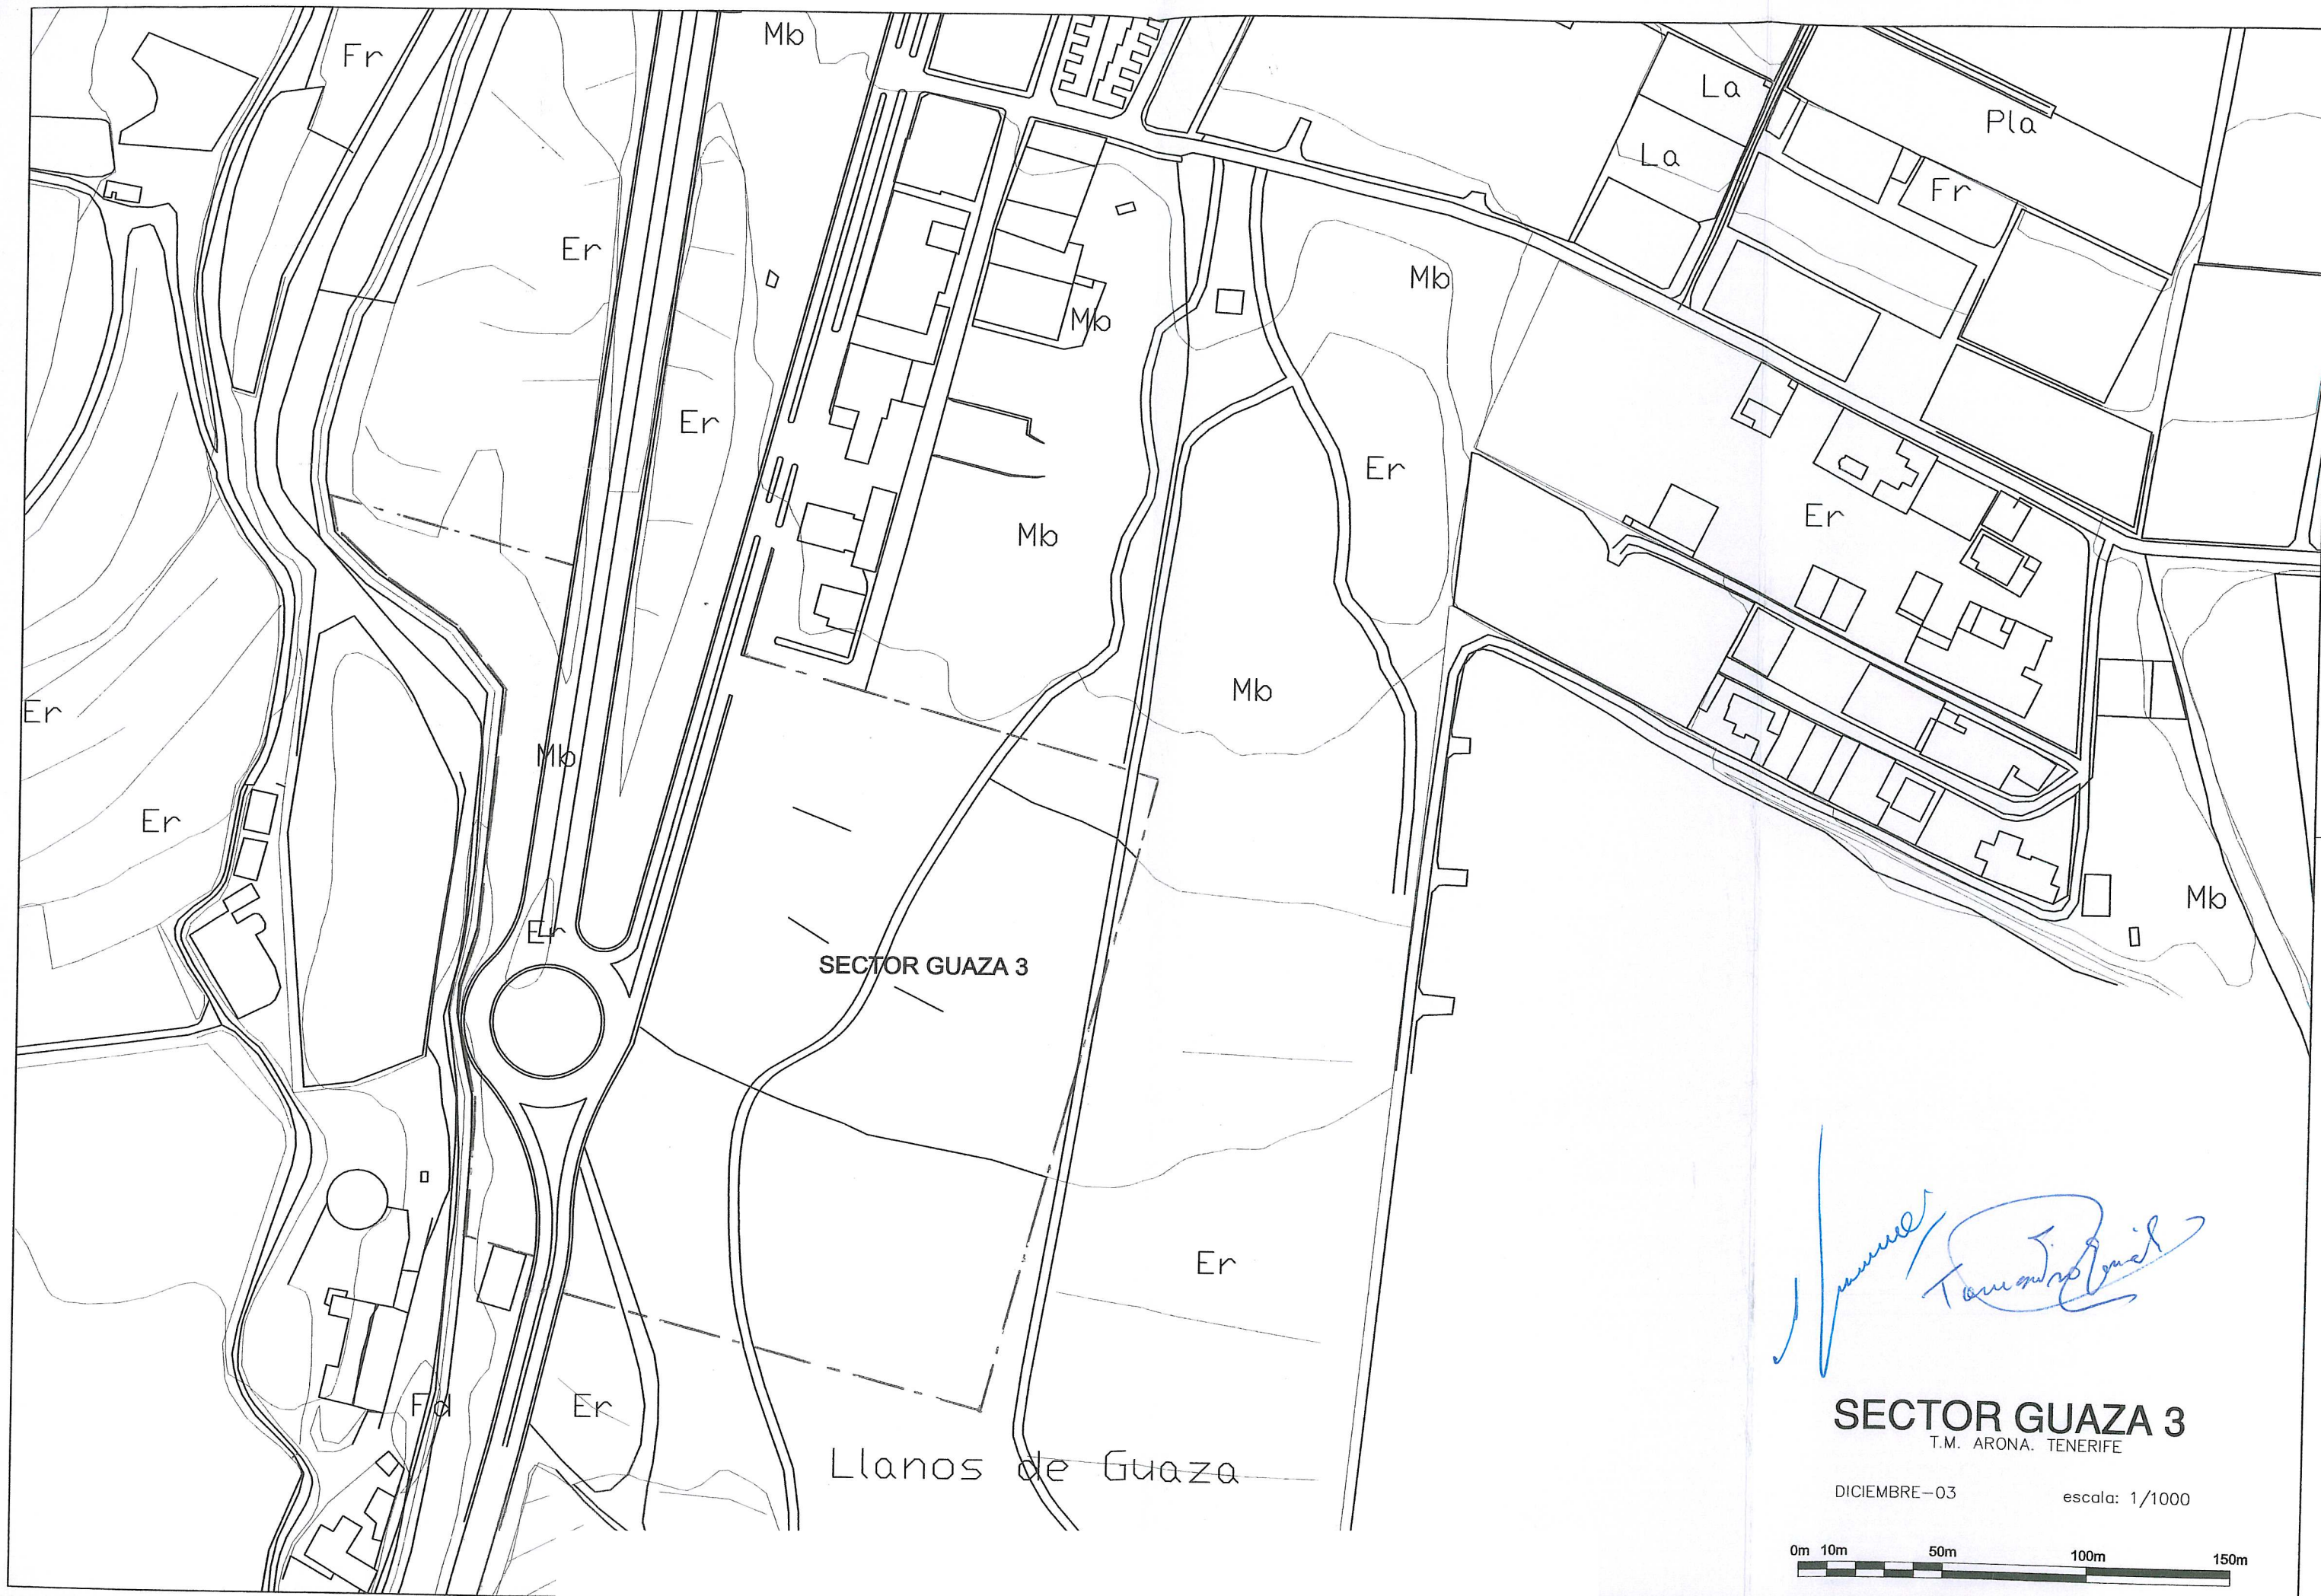 Mb
Fr
La
Pla
La
Fr
Er
Mb
Mb
Er
Er
Er
Mb
Mb
Er
Er
Mb
Er
Mb
Er
SECTOR GUAZA 3
Er
Er
Llanos de Guaza
SECTOR GUAZA 3
T.M. ARONA. TENERIFE
DICIEMBRE-03
escala: 1/1000
0m 10m 50m 100m 150m